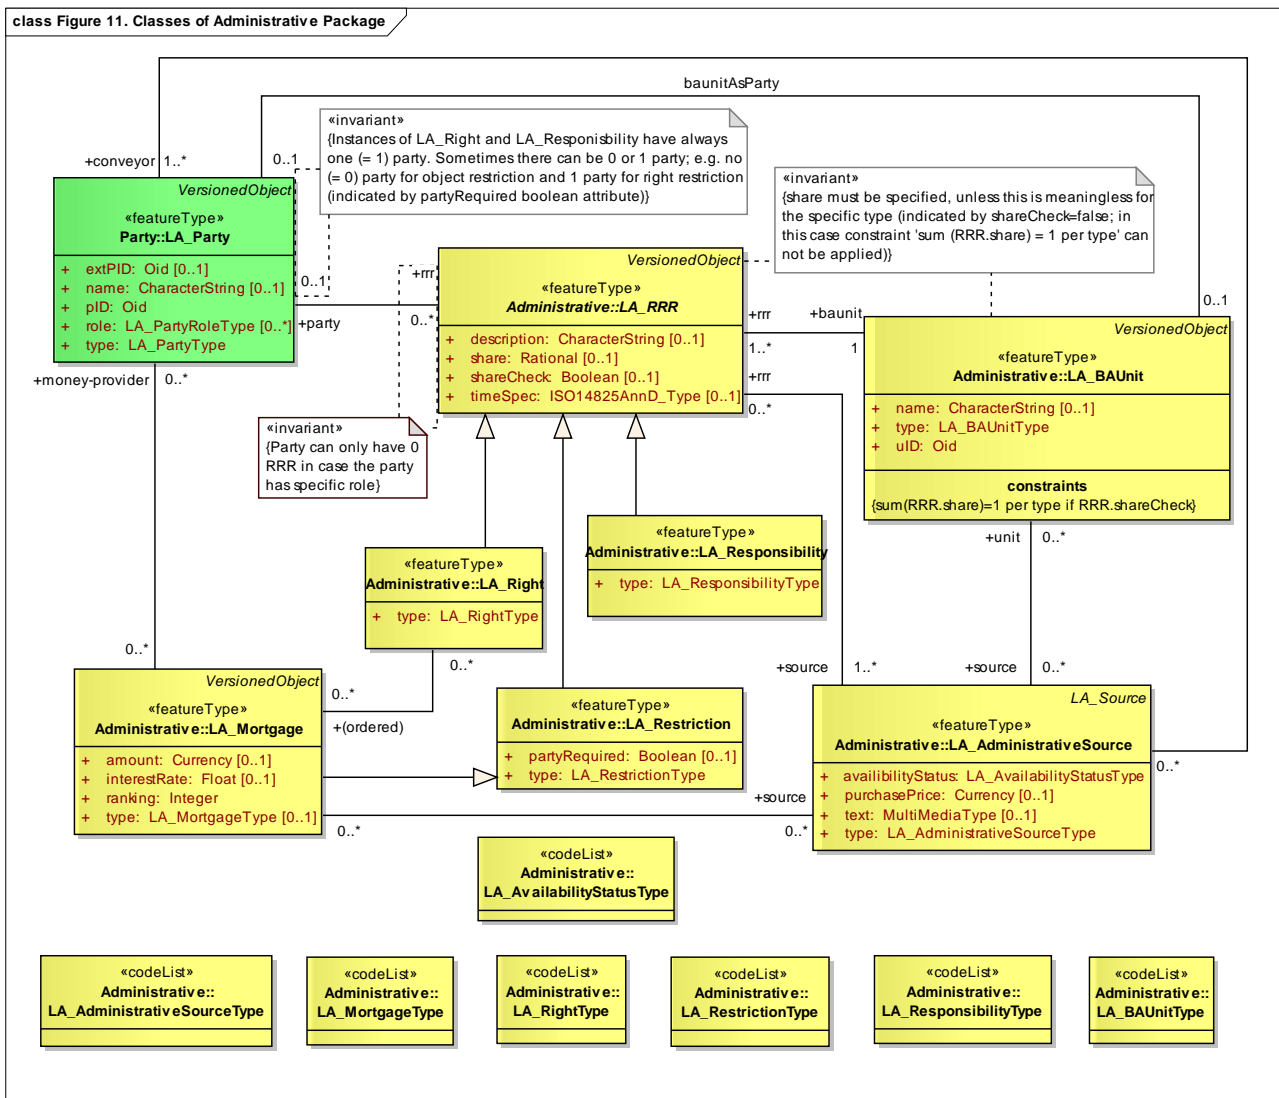 class Figure 11. Classes of Administrative Package
baunitAsParty
«invariant»
{Instances of LA_Right and LA_Responisbility have always
one (= 1) party. Sometimes there can be 0 or 1 party; e.g. no
(= 0) party for object restriction and 1 party for right restriction
(indicated by partyRequired boolean attribute)}
«invariant»
{share must be specified, unless this is meaningless for
the specific type (indicated by shareCheck=false; in
this case constraint 'sum (RRR.share) = 1 per type' can
not be applied)}
+conveyor 1..*
0..1
VersionedObject
«featureType»
Party::LA_Party
+ extPID: Oid [0..1]
+ name: CharacterString [0..1]
+ pID: Oid
+ role: LA_PartyRoleType [0..*]
+ type: LA_PartyType
0..1
+party
+rrr
0..*
VersionedObject
«featureType»
Administrative::LA_RRR
+ description: CharacterString [0..1]
+ share: Rational [0..1]
+ shareCheck: Boolean [0..1]
+ timeSpec: ISO14825AnnD_Type [0..1]
+rrr
1..*
+baunit
1
0..1
+rrr
0..*
VersionedObject
«featureType»
Administrative::LA_BAUnit
+ name: CharacterString [0..1]
+ type: LA_BAUnitType
+ uID: Oid
constraints
{sum(RRR.share)=1 per type if RRR.shareCheck}
+money-provider 0..*
«invariant»
{Party can only have 0
RRR in case the party
has specific role}
+unit 0..*
«featureType»
Administrative::LA_Responsibility
+ type: LA_ResponsibilityType
«featureType»
Administrative::LA_Right
+ type: LA_RightType
0..*
0..*
0..*
+(ordered)
+source 1..*
+source 0..*
VersionedObject
«featureType»
Administrative::LA_Mortgage
+ amount: Currency [0..1]
+ interestRate: Float [0..1]
+ ranking: Integer
+ type: LA_MortgageType [0..1]
«featureType»
Administrative::LA_Restriction
+ partyRequired: Boolean [0..1]
+ type: LA_RestrictionType
LA_Source
«featureType»
Administrative::LA_AdministrativeSource
+ availibilityStatus: LA_AvailabilityStatusType
+ purchasePrice: Currency [0..1]
+ text: MultiMediaType [0..1]
+ type: LA_AdministrativeSourceType
0..*
+source
0..*
0..*
«codeList»
Administrative::
LA_AvailabilityStatusType
«codeList»
Administrative::
LA_AdministrativeSourceType
«codeList»
Administrative::
LA_MortgageType
«codeList»
Administrative::
LA_RightType
«codeList»
Administrative::
LA_RestrictionType
«codeList»
Administrative::
LA_ResponsibilityType
«codeList»
Administrative::
LA_BAUnitType